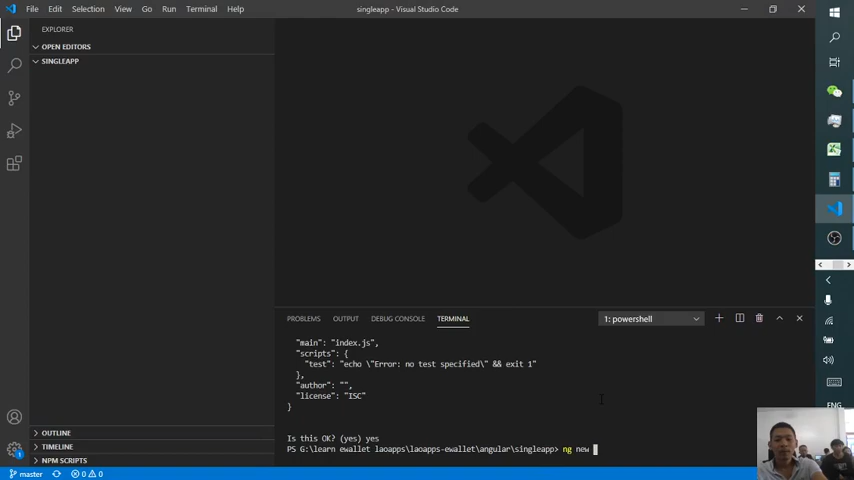 File Edit Selection View Go Run Terminal Help
singleapp - Visual Studio Code
EXPLORER
OPEN EDITORS
SINGLEAPP
PROBLEMS OUTPUT DEBUG CONSOLE TERMINAL
1: powershell
"main": "index.js",
"scripts": {
"test": "echo \"Error: no test specified\" && exit 1"
},
"author": "",
"license": "ISC"
}
Is this OK? (yes) yes
PS G:\learn ewallet laoapps\laoapps-ewallet\angular\singleapp> ng new
OUTLINE
TIMELINE
NPM SCRIPTS
1
master
0
0
ENG